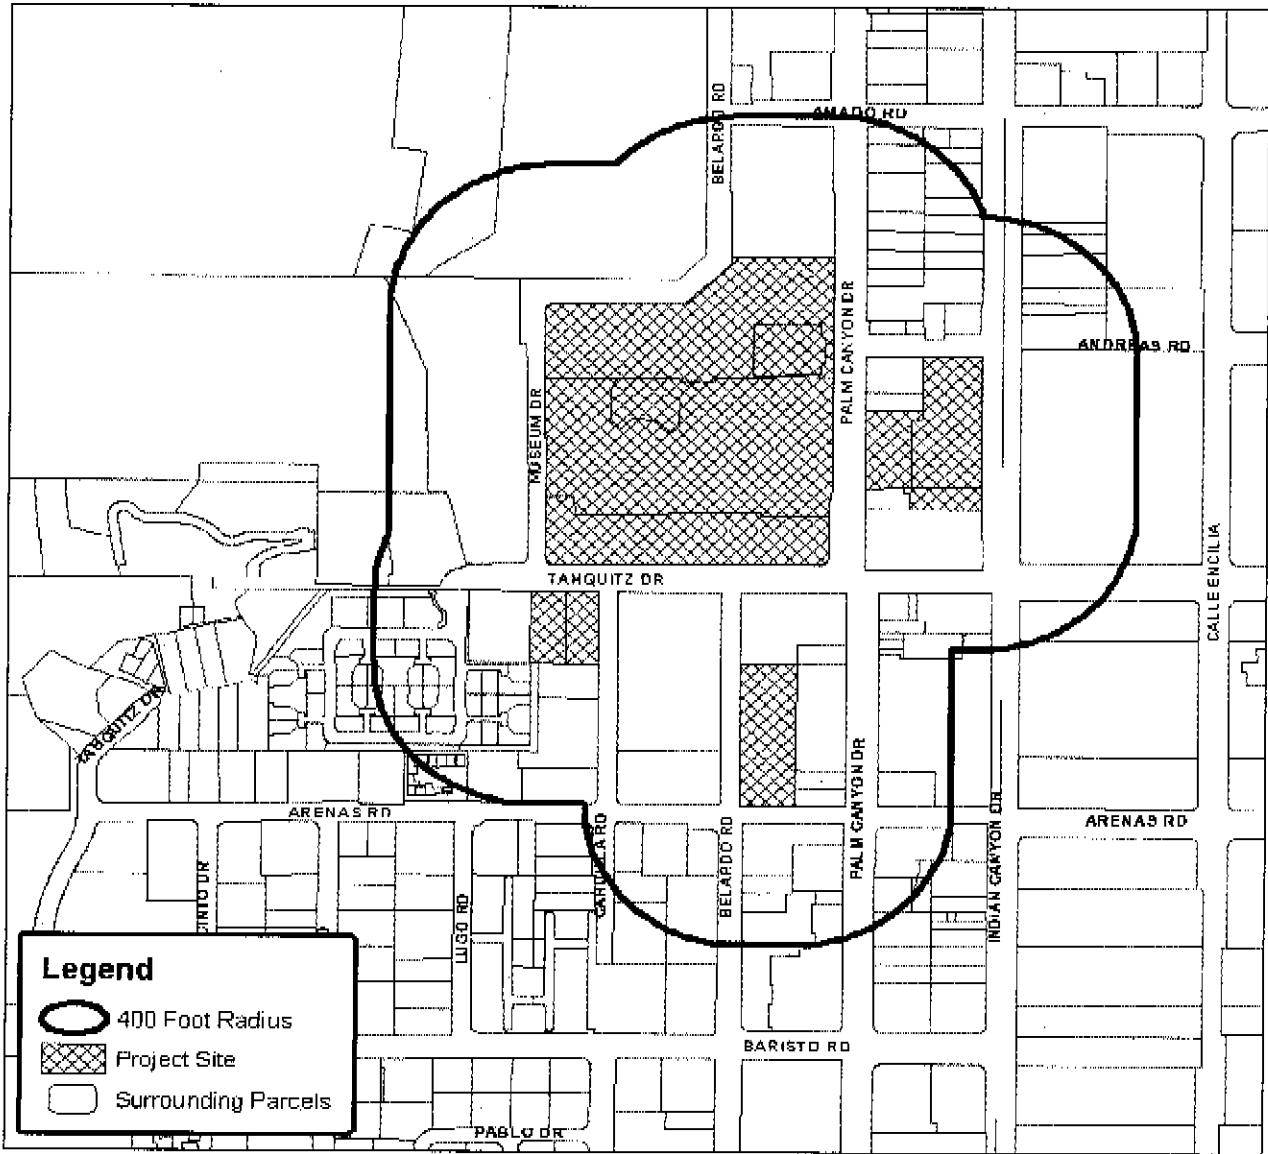 AMADO RD
BELARDO RD
PALM CANYON DR
ANDREAS RD
MUSEUM DR
TAHQUITZ DR
CALLE ENCILIA
TAHQUITZ DR
PALM CANYON DR
ARENAS RD
ARENAS RD
INDIAN CANYON DR
BELARDO RD
CAHUILLA RD
LUGO RD
INTO DR
BARISTO RD
PABLO DR
Legend
400 Foot Radius
Project Site
Surrounding Parcels